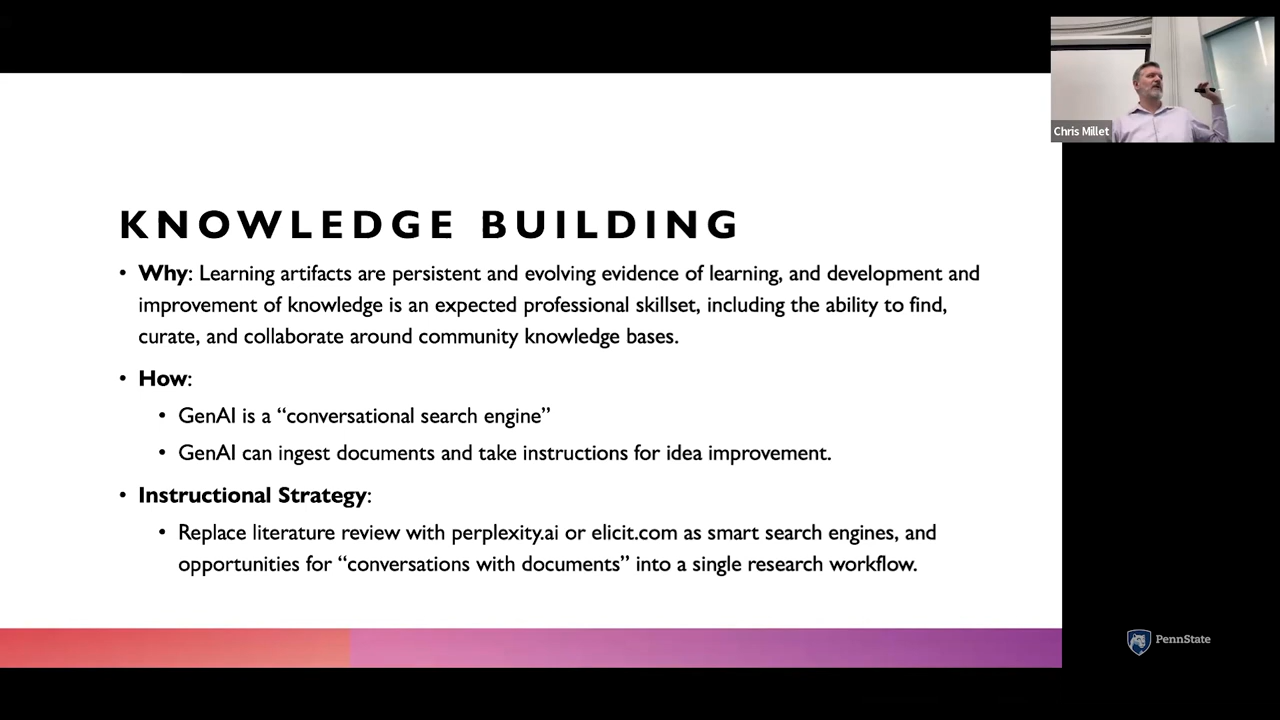 Chris Millet
KNOWLEDGE BUILDING
• Why: Learning artifacts are persistent and evolving evidence of learning, and development and
improvement of knowledge is an expected professional skillset, including the ability to find,
curate, and collaborate around community knowledge bases.
• How:
• GenAI is a “conversational search engine”
• GenAI can ingest documents and take instructions for idea improvement.
• Instructional Strategy:
• Replace literature review with perplexity.ai or elicit.com as smart search engines, and
opportunities for “conversations with documents” into a single research workflow.
PennState